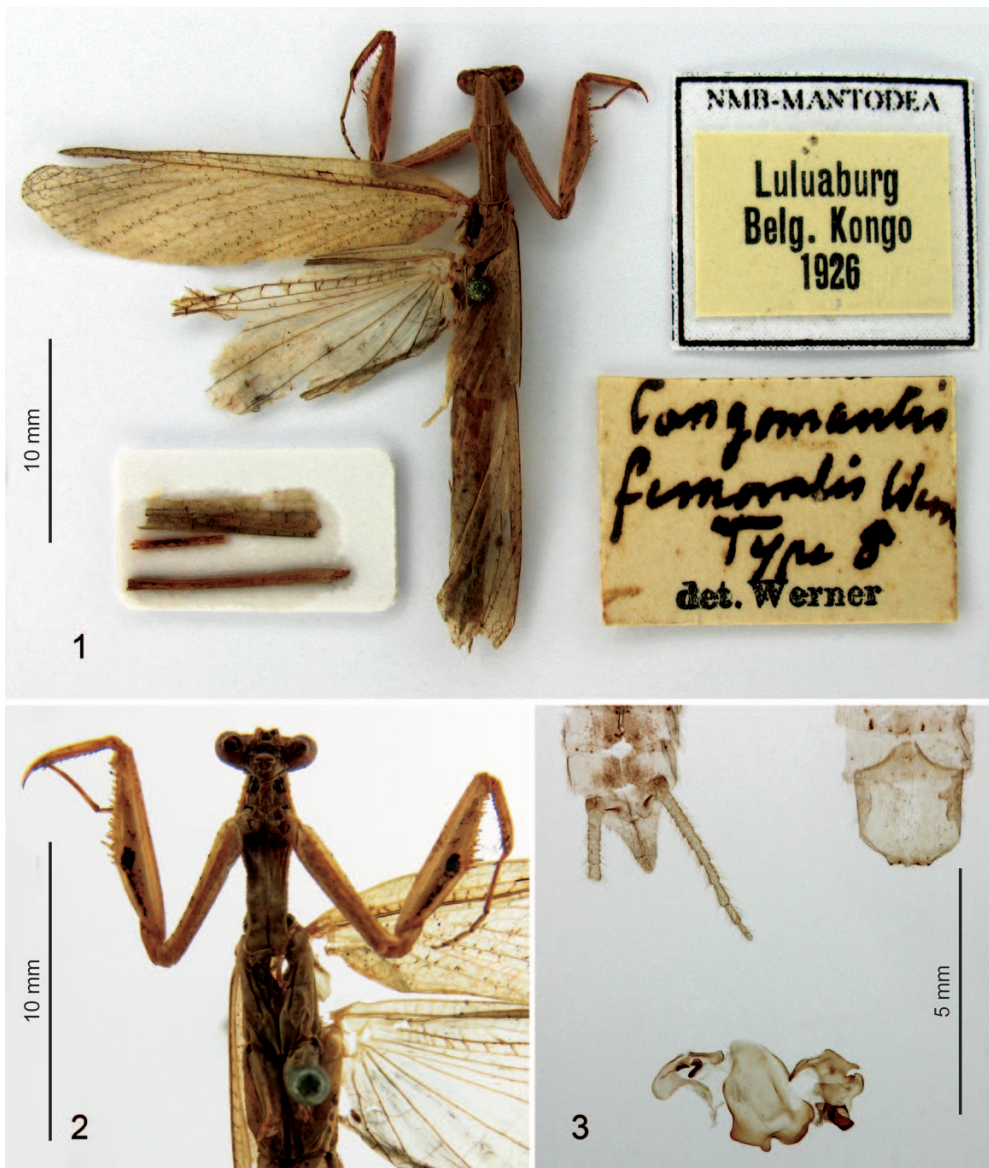 NMB-MANTODEA
Luluaburg
Belg. Kongo
1926
Congomantis
femoralis Wern
Type ♂
det. Werner
10 mm
1
10 mm
2
5 mm
3